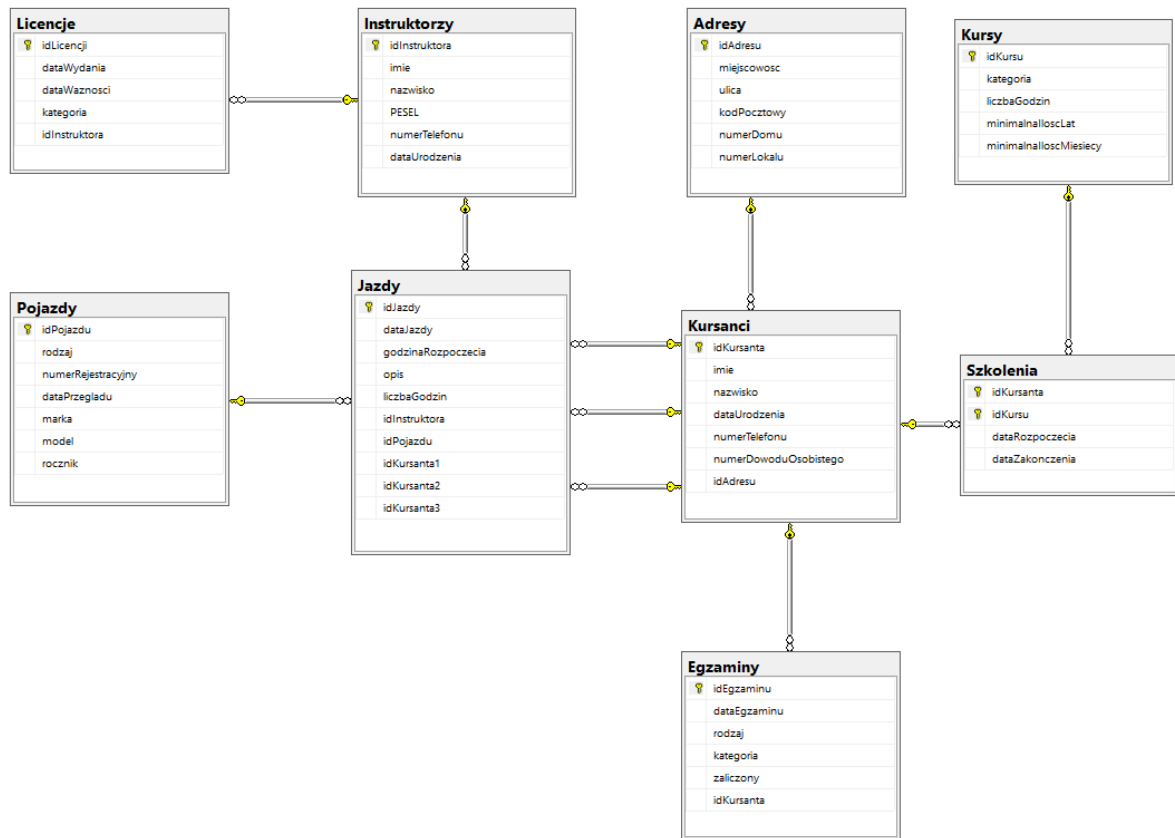 Licencje
idLicencji
dataWydania
dataWaznosci
kategoria
idInstruktora
Instruktorzy
idInstruktora
imie
nazwisko
PESEL
numerTelefonu
dataUrodzenia
Adresy
idAdresu
miejscowosc
ulica
kodPocztowy
numerDomu
numerLokalu
Kursy
idKursu
kategoria
liczbaGodzin
minimalnaIloscLat
minimalnaIloscMiesiecy
Pojazdy
idPojazdu
rodzaj
numerRejestracyjny
dataPrzegladu
marka
model
rocznik
Jazdy
idJazdy
dataJazdy
godzinaRozpoczecia
opis
liczbaGodzin
idInstruktora
idPojazdu
idKursanta1
idKursanta2
idKursanta3
Kursanci
idKursanta
imie
nazwisko
dataUrodzenia
numerTelefonu
numerDowoduOsobistego
idAdresu
Szkolenia
idKursanta
idKursu
dataRozpoczecia
dataZakonczenia
Egzaminy
idEgzaminu
dataEgzaminu
rodzaj
kategoria
zaliczony
idKursanta